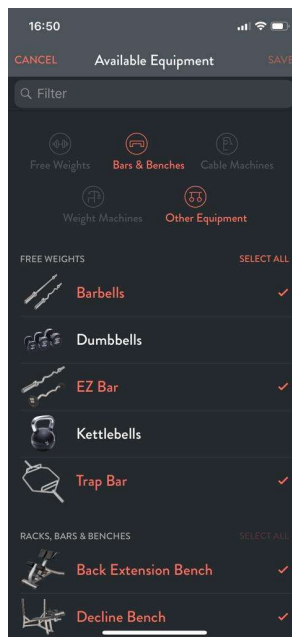 16:50
CANCEL Available Equipment SAVE
Filter
Free Weights Bars & Benches Cable Machines
Weight Machines Other Equipment
FREE WEIGHTS SELECT ALL
Barbells
Dumbbells
EZ Bar
Kettlebells
Trap Bar
RACKS, BARS & BENCHES SELECT ALL
Back Extension Bench
Decline Bench